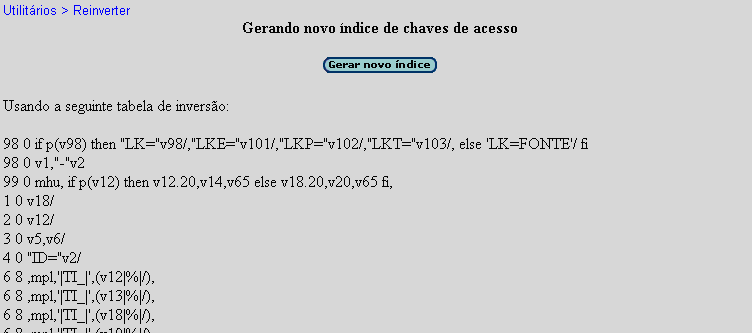 Utilitários > Reinverter
Gerando novo índice de chaves de acesso
Gerar novo índice
Usando a seguinte tabela de inversão:
98 0 if p(v98) then "LK="v98/,"LKE="v101/,"LKP="v102/,"LKT="v103/, else 'LK=FONTE'/ fi
98 0 v1,"-"v2
99 0 mhu, if p(v12) then v12.20,v14,v65 else v18.20,v20,v65 fi,
1 0 v18/
2 0 v12/
3 0 v5,v6/
4 0 "ID="v2/
6 8 ,mpl,'|TI_|',(v12|%|/),
6 8 ,mpl,'|TI_|',(v13|%|/),
6 8 ,mpl,'|TI_|',(v18|%|/),